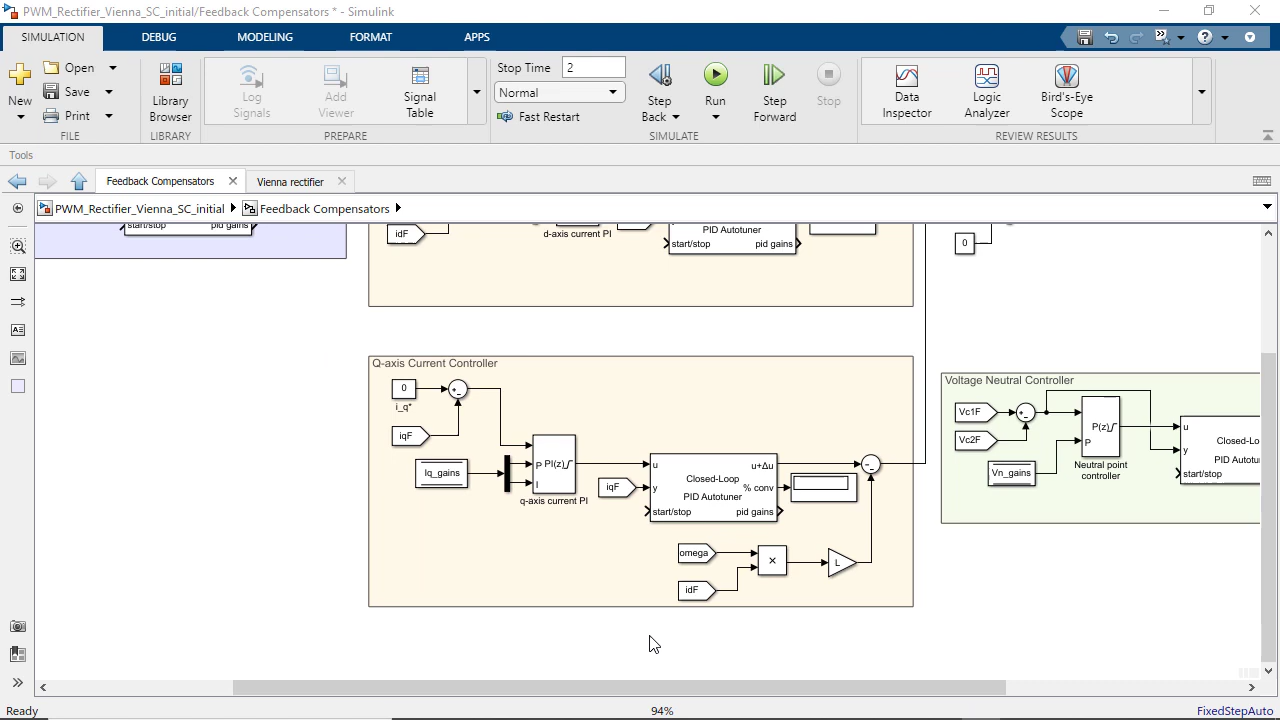 PWM_Rectifier_Vienna_SC_initial/Feedback Compensators * - Simulink
SIMULATION DEBUG MODELING FORMAT APPS
New
Open
Save
Print
FILE
Library Browser
LIBRARY
Log Signals
Add Viewer
Signal Table
PREPARE
Stop Time 2
Normal
Fast Restart
Step Back
Run
Step Forward
Stop
SIMULATE
Data Inspector
Logic Analyzer
Bird's-Eye Scope
REVIEW RESULTS
Tools
Feedback Compensators
Vienna rectifier
PWM_Rectifier_Vienna_SC_initial Feedback Compensators
start/stop pid gains
idF
d-axis current PI
PID Autotuner
start/stop pid gains
0
Q-axis Current Controller
0
i_q*
iqF
Iq_gains
P PI(z)
I
q-axis current PI
iqF
u u+Δu
Closed-Loop
y % conv
PID Autotuner
start/stop pid gains
omega
idF
×
L
Voltage Neutral Controller
Vc1F
Vc2F
Vn_gains
P(z)
P
Neutral point
controller
u
y
start/stop
Ready 94% FixedStepAuto